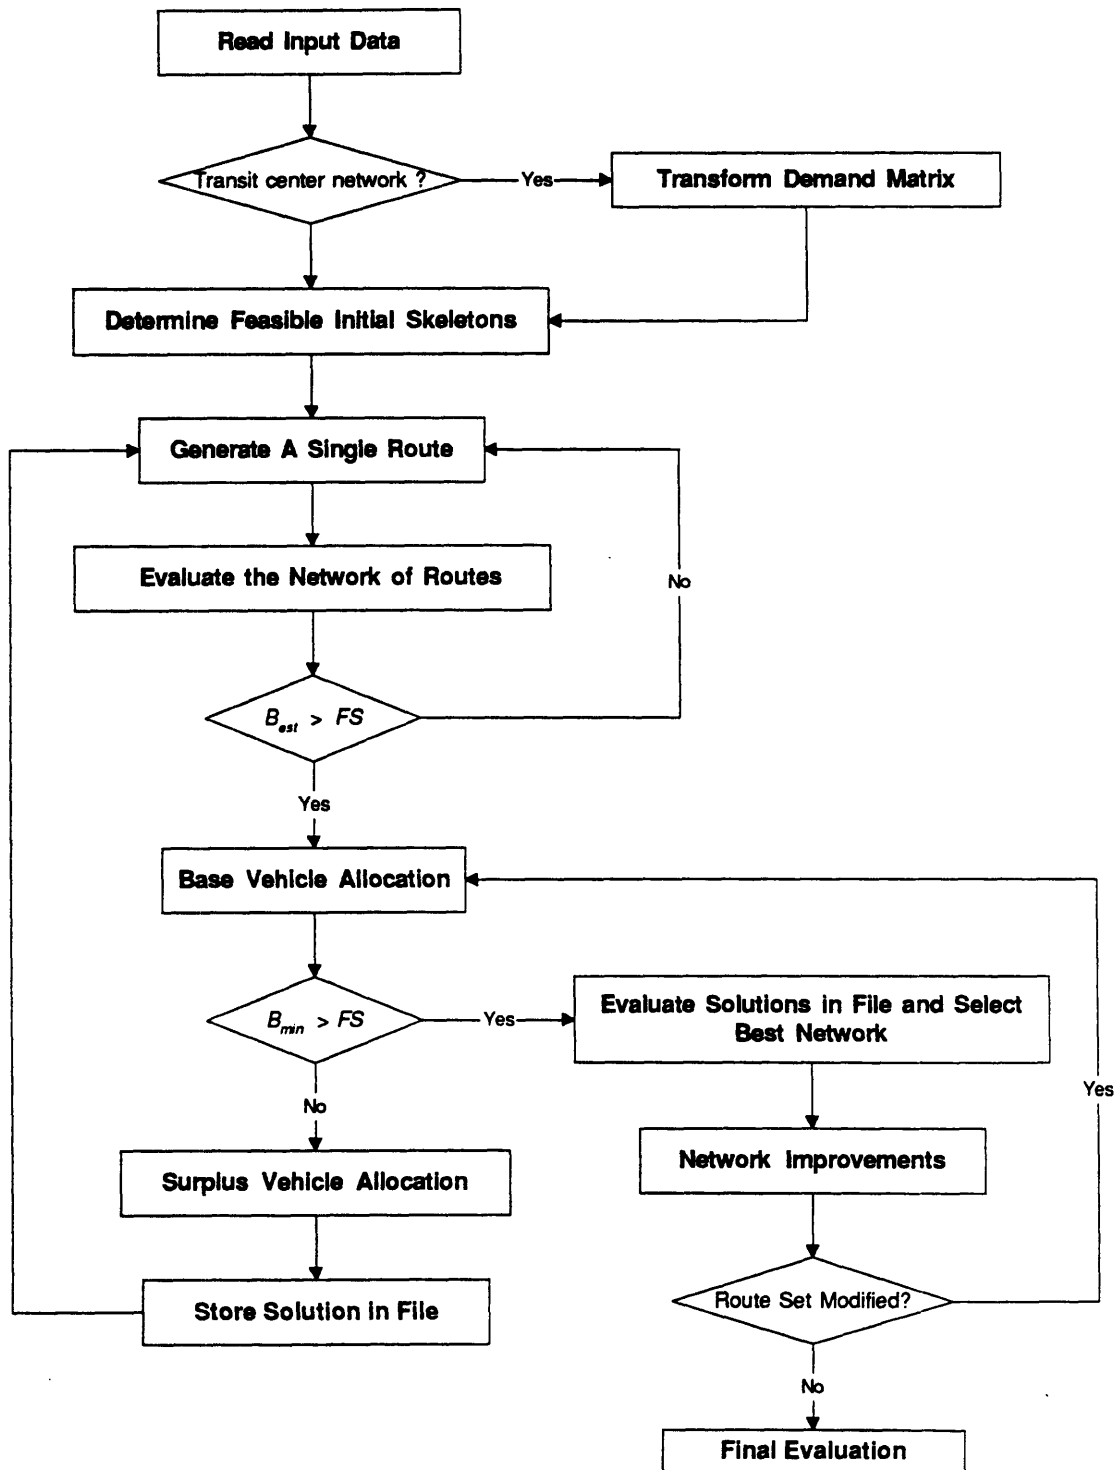 Read Input Data
Transit center network ?
Yes
Transform Demand Matrix
Determine Feasible Initial Skeletons
Generate A Single Route
Evaluate the Network of Routes
No
B_est > FS
Yes
Base Vehicle Allocation
B_min > FS
Yes
Evaluate Solutions in File and Select
Best Network
Yes
No
Network Improvements
Surplus Vehicle Allocation
Route Set Modified?
Store Solution in File
No
Final Evaluation